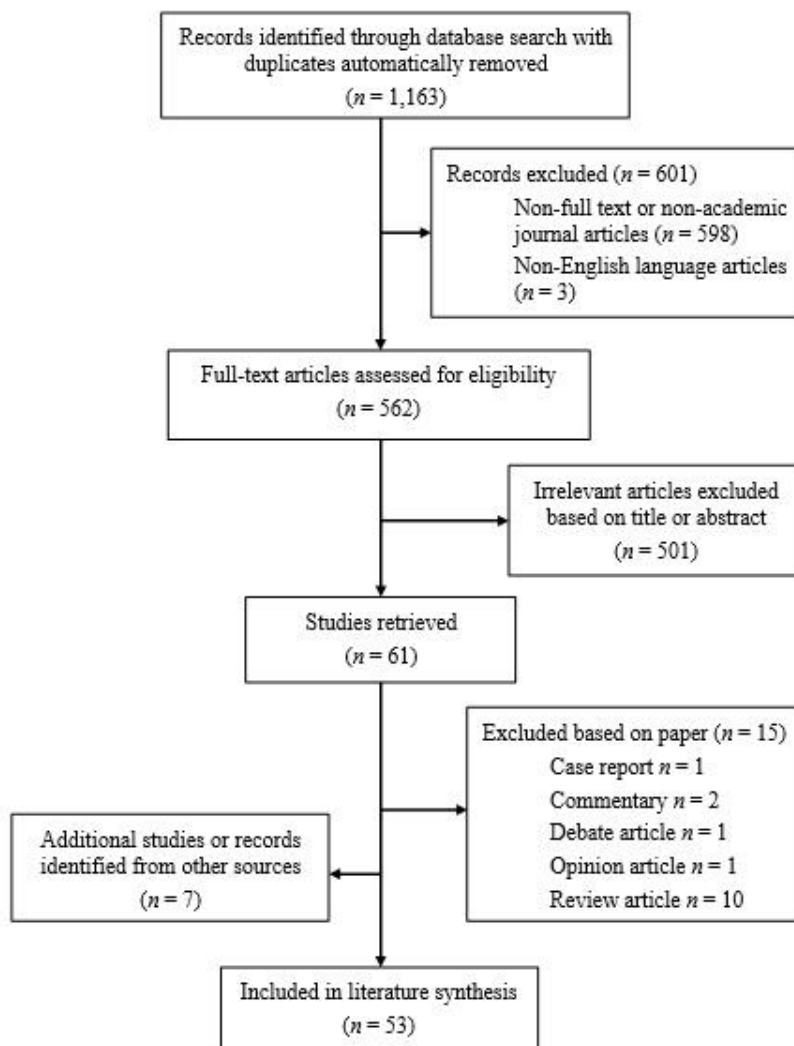 Records identified through database search with
duplicates automatically removed
(n = 1,163)
Records excluded (n = 601)
Non-full text or non-academic
journal articles (n = 598)
Non-English language articles
(n = 3)
Full-text articles assessed for eligibility
(n = 562)
Irrelevant articles excluded
based on title or abstract
(n = 501)
Studies retrieved
(n = 61)
Excluded based on paper (n = 15)
Case report n = 1
Commentary n = 2
Debate article n = 1
Opinion article n = 1
Review article n = 10
Additional studies or records
identified from other sources
(n = 7)
Included in literature synthesis
(n = 53)